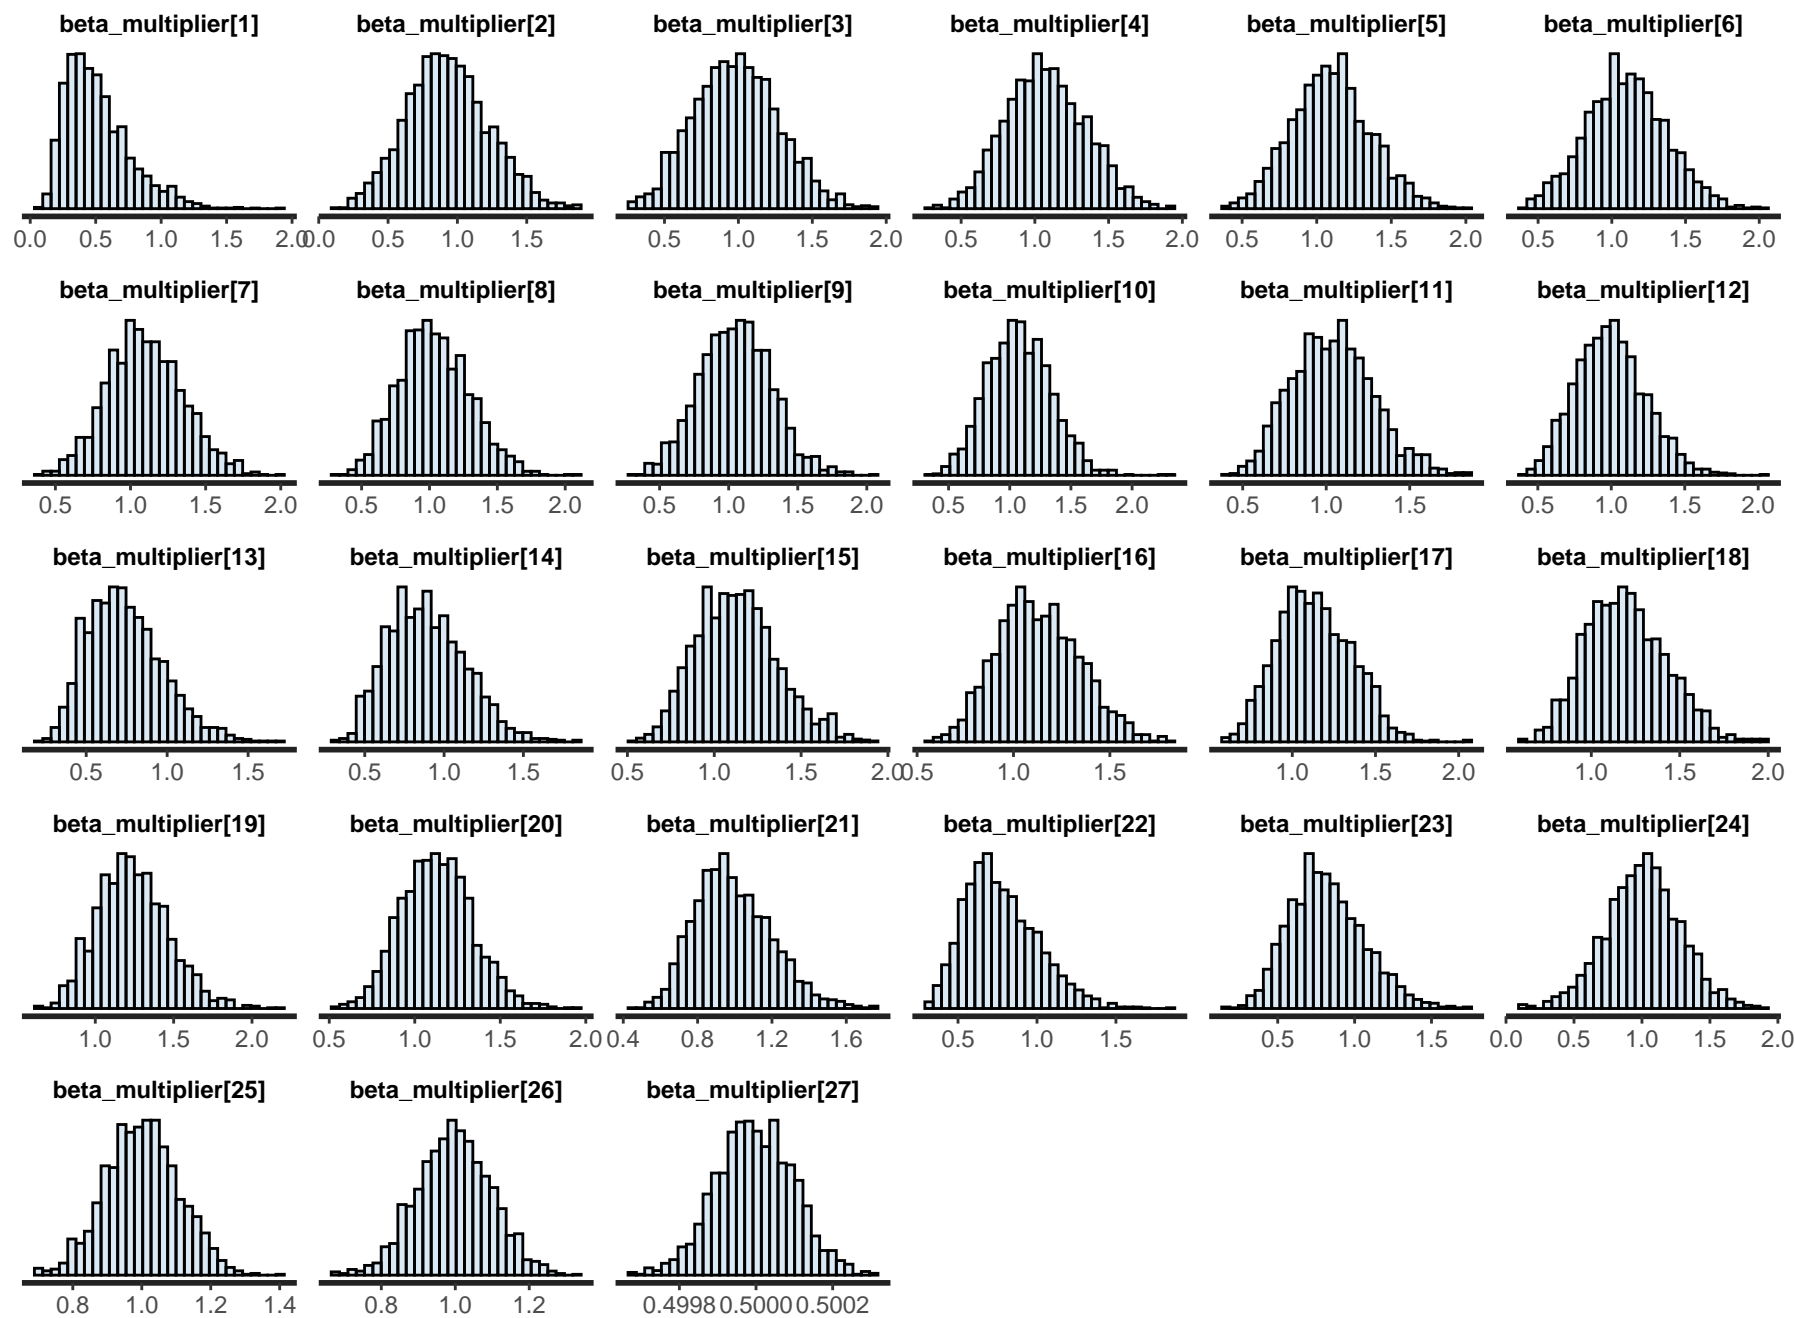 beta_multiplier[1] beta_multiplier[2] beta_multiplier[3] beta_multiplier[4] beta_multiplier[5] beta_multiplier[6]
0.0 0.5 1.0 1.5 2.0 0.0 0.5 1.0 1.5 0.5 1.0 1.5 2.0 0.5 1.0 1.5 2.0 0.5 1.0 1.5 2.0 0.5 1.0 1.5 2.0
beta_multiplier[7] beta_multiplier[8] beta_multiplier[9] beta_multiplier[10] beta_multiplier[11] beta_multiplier[12]
0.5 1.0 1.5 2.0 0.5 1.0 1.5 2.0 0.5 1.0 1.5 2.0 0.5 1.0 1.5 2.0 0.5 1.0 1.5 0.5 1.0 1.5 2.0
beta_multiplier[13] beta_multiplier[14] beta_multiplier[15] beta_multiplier[16] beta_multiplier[17] beta_multiplier[18]
0.5 1.0 1.5 0.5 1.0 1.5 0.5 1.0 1.5 2.0 0.5 1.0 1.5 1.0 1.5 2.0 1.0 1.5 2.0
beta_multiplier[19] beta_multiplier[20] beta_multiplier[21] beta_multiplier[22] beta_multiplier[23] beta_multiplier[24]
1.0 1.5 2.0 0.5 1.0 1.5 2.0 0.4 0.8 1.2 1.6 0.5 1.0 1.5 0.5 1.0 1.5 0.0 0.5 1.0 1.5 2.0
beta_multiplier[25] beta_multiplier[26] beta_multiplier[27]
0.8 1.0 1.2 1.4 0.8 1.0 1.2 0.4998 0.5000 0.5002